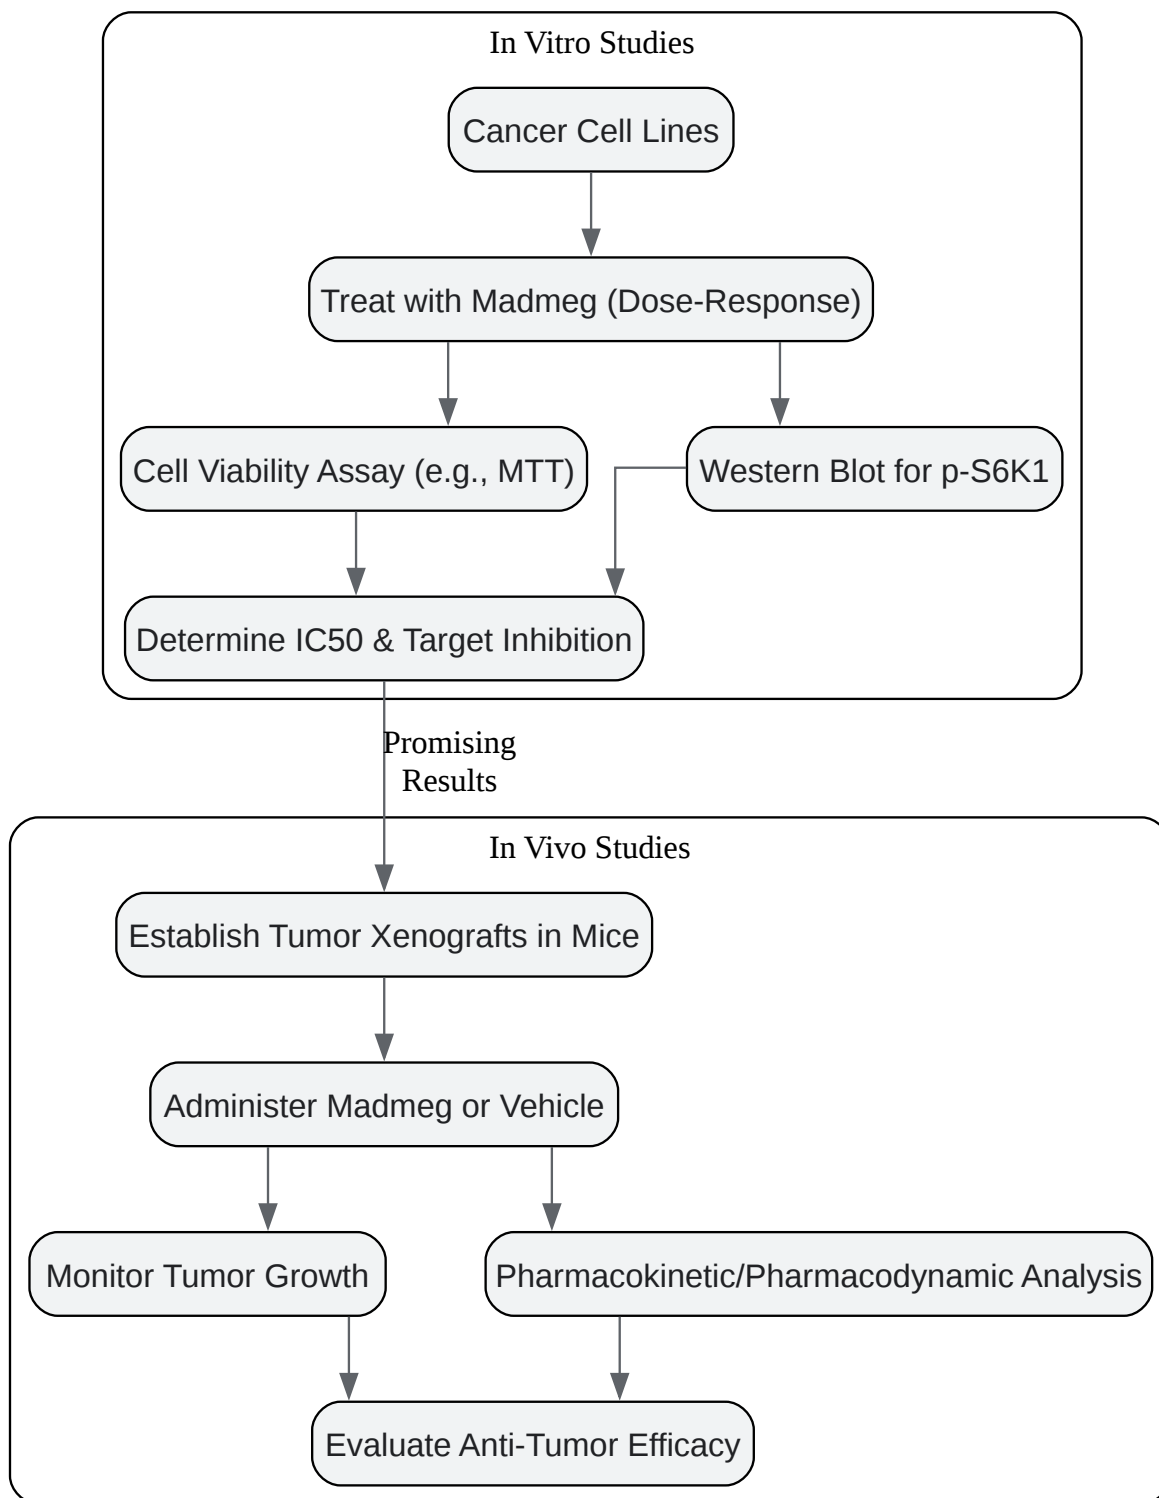 In Vitro Studies
Cancer Cell Lines
Treat with Madmeg (Dose-Response)
Cell Viability Assay (e.g., MTT)
Western Blot for p-S6K1
Determine IC50 & Target Inhibition
Promising
Results
In Vivo Studies
Establish Tumor Xenografts in Mice
Administer Madmeg or Vehicle
Monitor Tumor Growth
Pharmacokinetic/Pharmacodynamic Analysis
Evaluate Anti-Tumor Efficacy